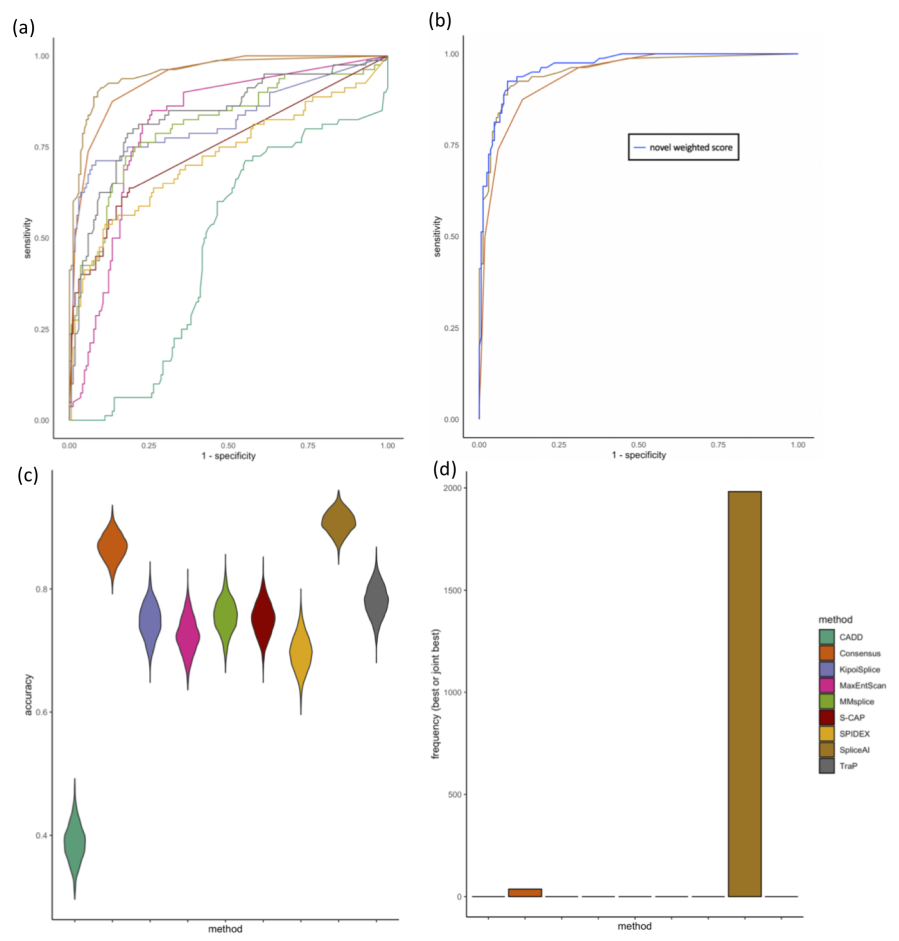 (a)
1.00
0.75
0.50
0.25
0.00
sensitivity
0.00 0.25 0.50 0.75 1.00
1 - specificity
(b)
1.00
0.75
0.50
0.25
0.00
sensitivity
novel weighted score
0.00 0.25 0.50 0.75 1.00
1 - specificity
(c)
0.8
0.6
0.4
accuracy
method
(d)
2000
1500
1000
500
0
frequency (best or joint best)
method
method
CADD
Consensus
KipoiSplice
MaxEntScan
MMsplice
S-CAP
SPIDEX
SpliceAI
TraP